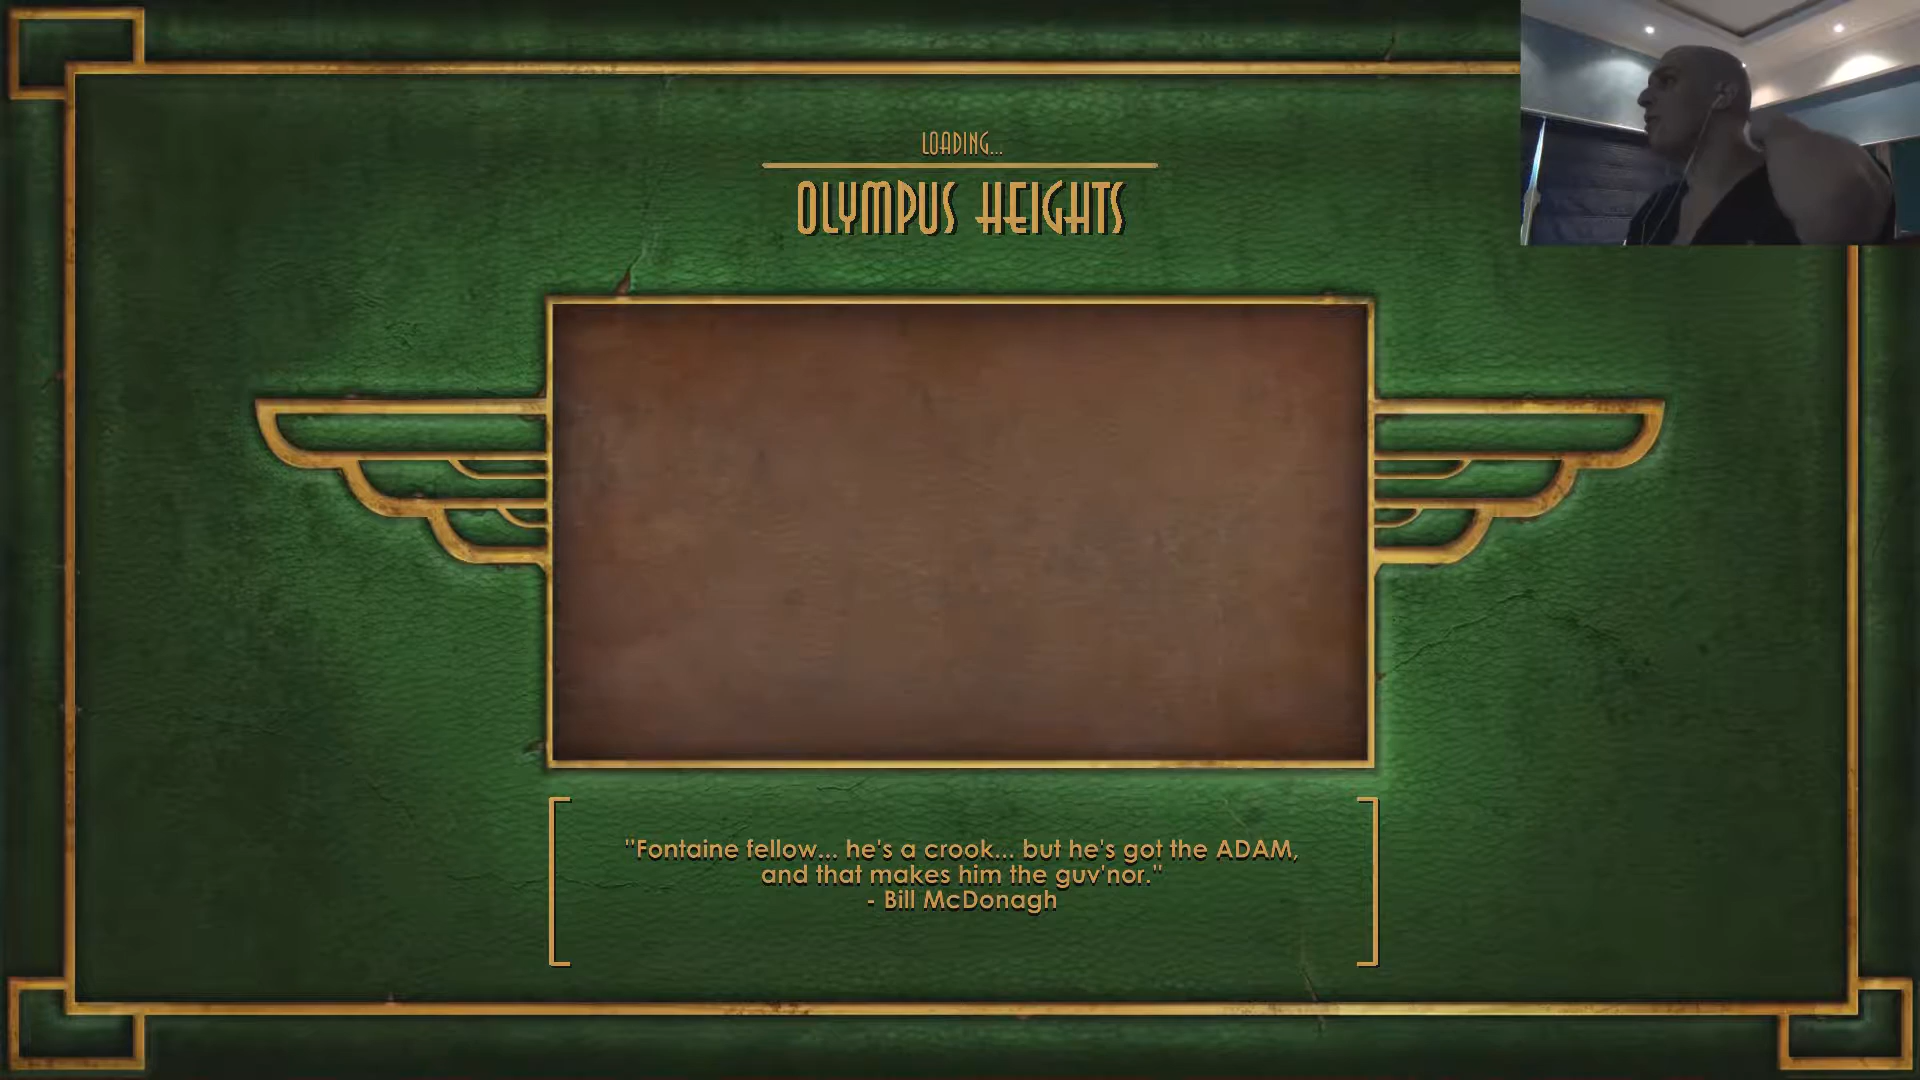 LOADING...
OLYMPUS HEIGHTS
"Fontaine fellow... he's a crook... but he's got the ADAM,
and that makes him the guv'nor."
- Bill McDonagh